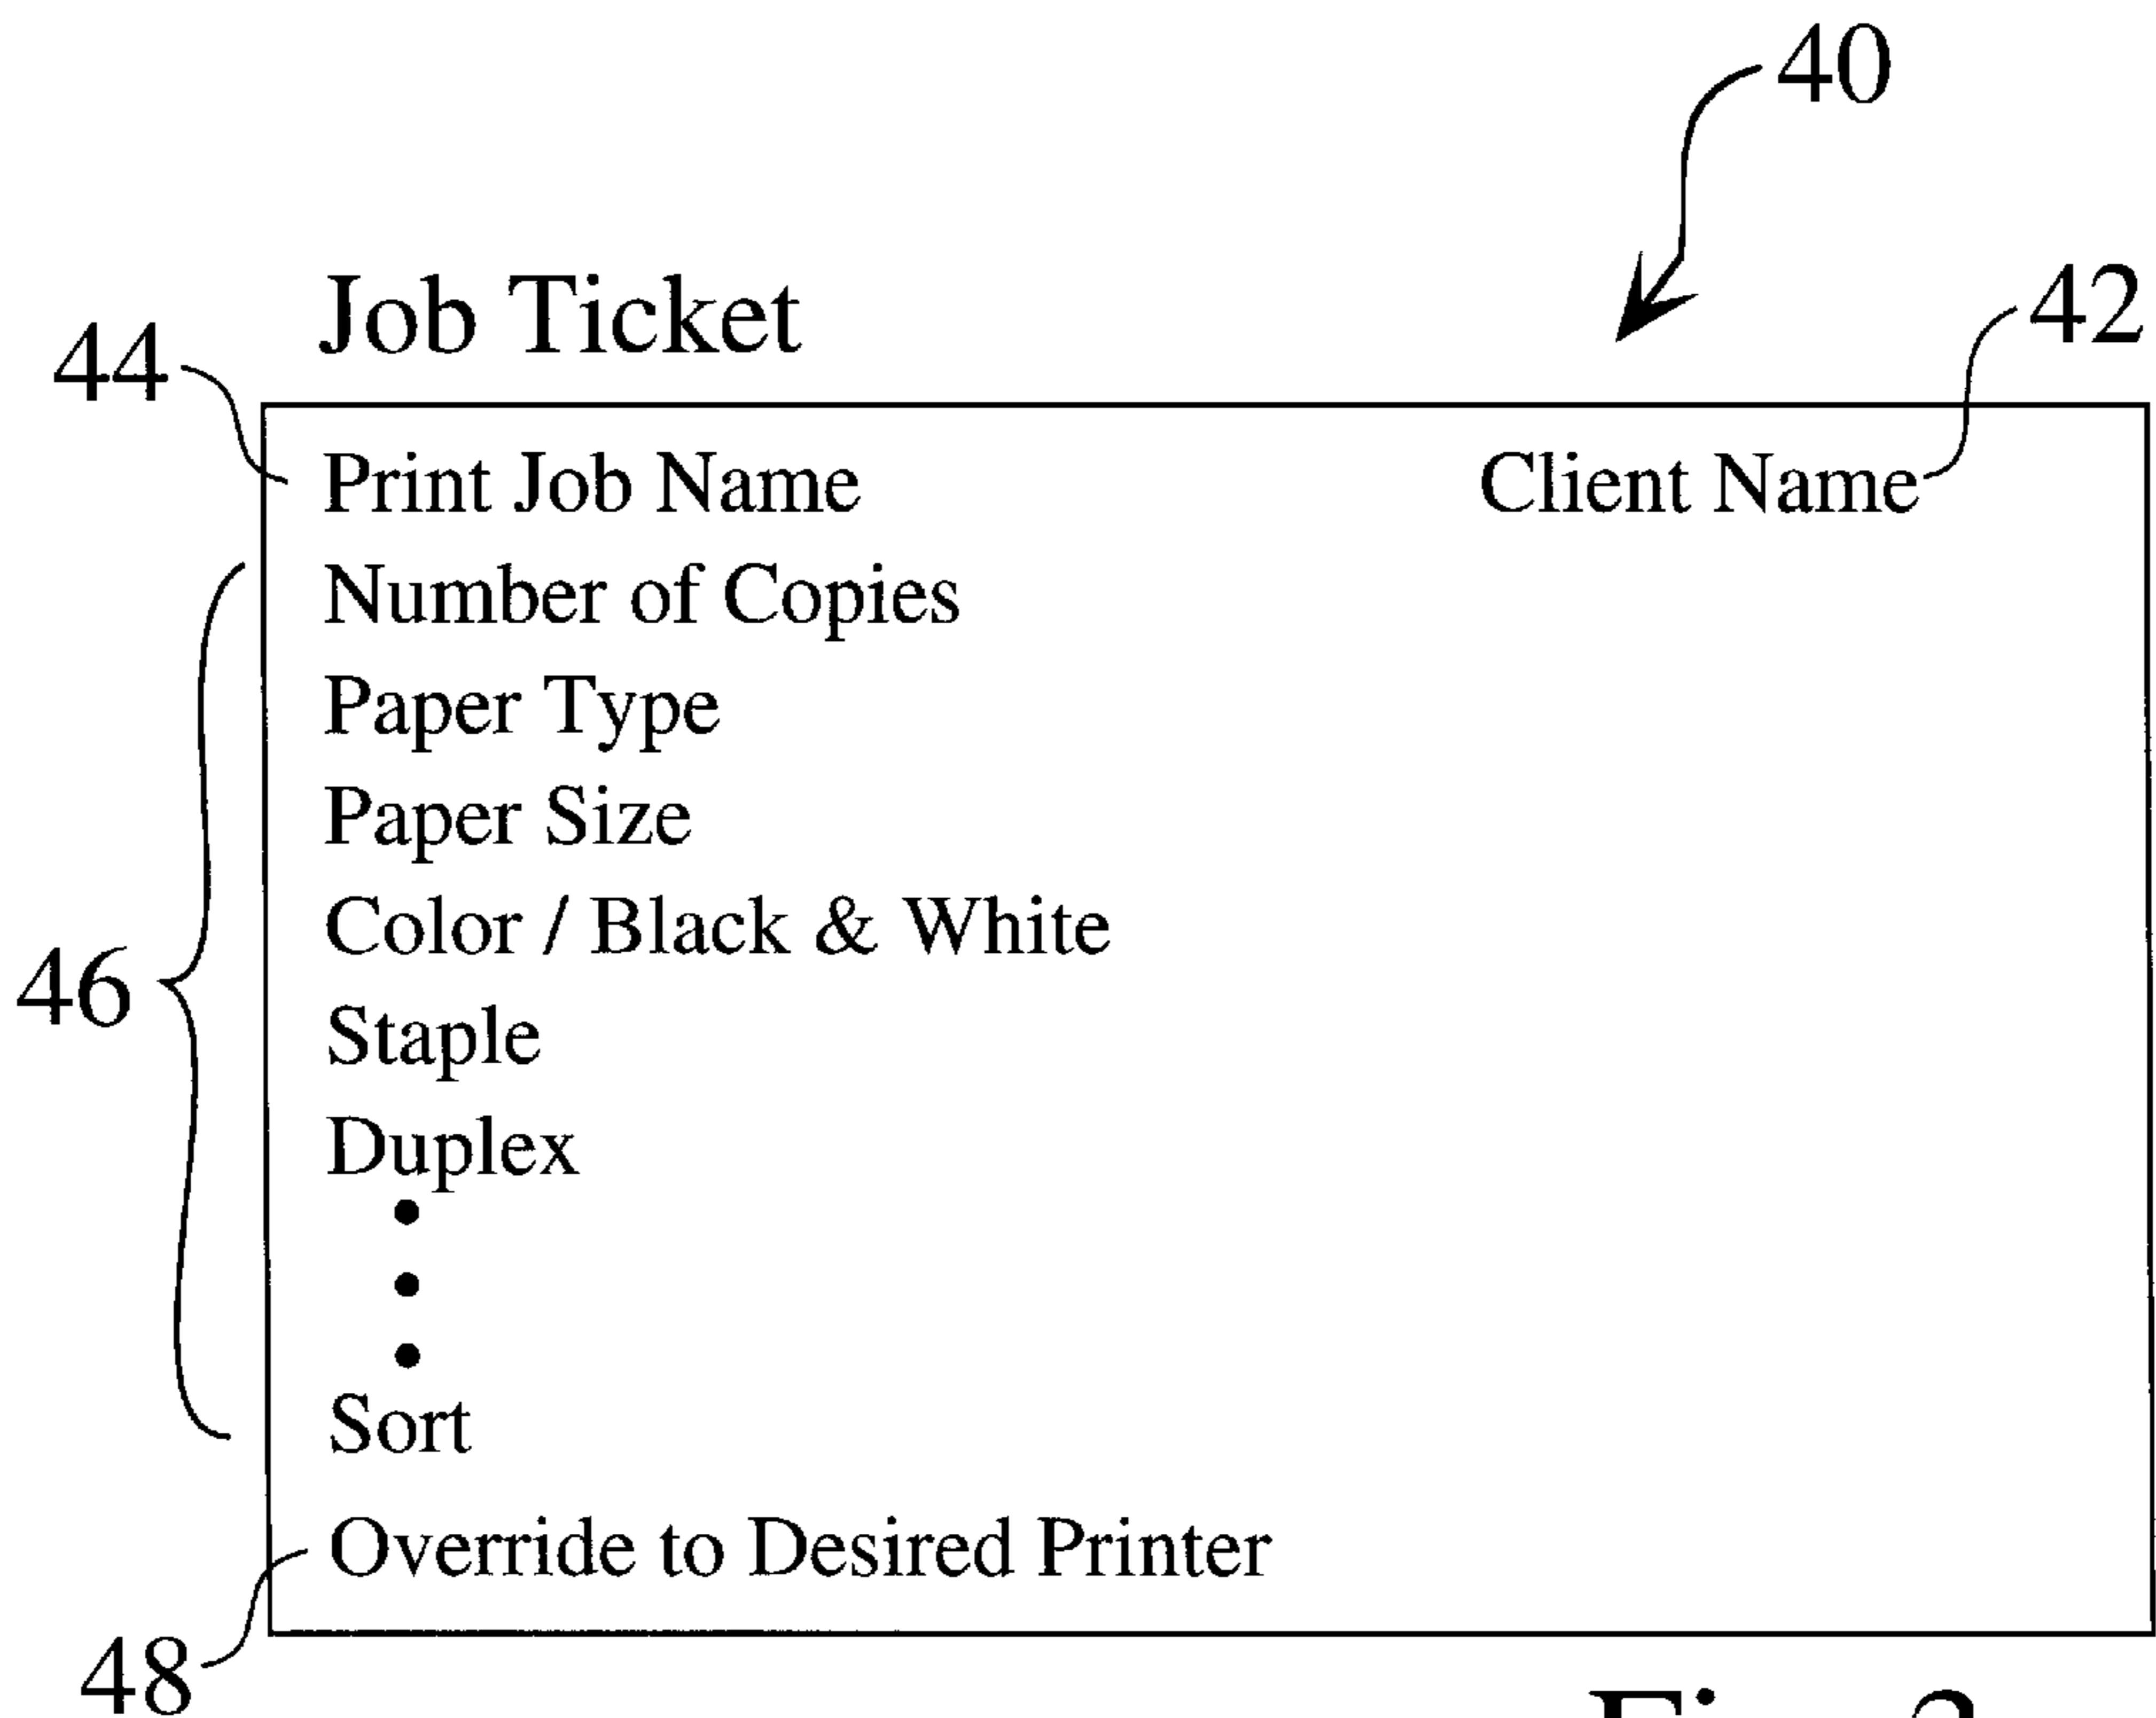 40
Job Ticket
42
44
Print Job Name Client Name
Number of Copies
Paper Type
Paper Size
Color / Black & White
46
Staple
Duplex
Sort
Override to Desired Printer
48